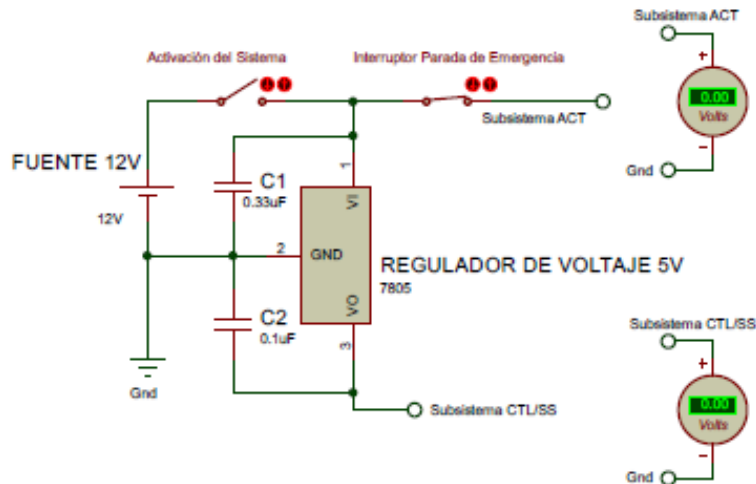 Subsistema ACT
Activación del Sistema
Interruptor Parada de Emergencia
+
0.00
Volts
Subsistema ACT
-
Gnd
FUENTE 12V
12V
C1
0.33uF
1
VI
2
GND
REGULADOR DE VOLTAJE 5V
7805
VO
3
C2
0.1uF
Gnd
Subsistema CTL/SS
Subsistema CTL/SS
+
0.00
Volts
-
Gnd